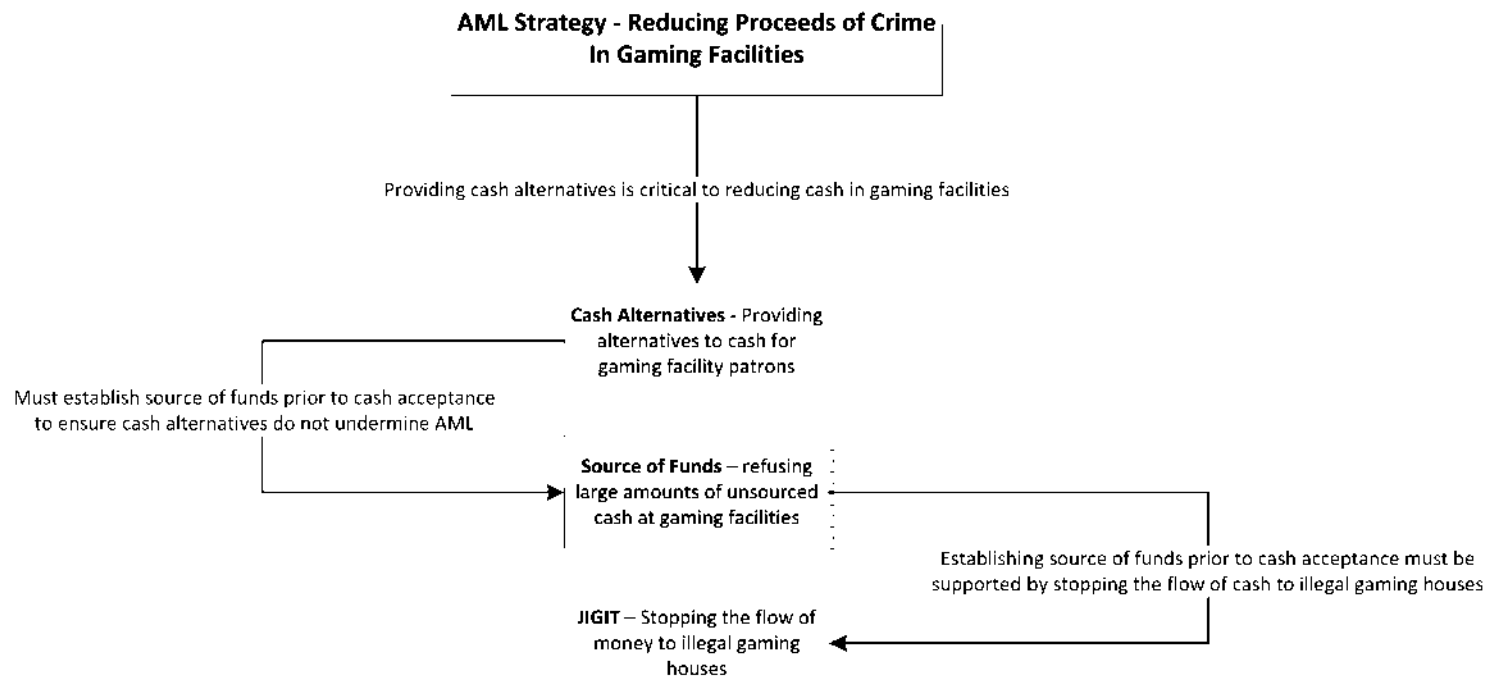 AML Strategy - Reducing Proceeds of Crime
In Gaming Facilities
Providing cash alternatives is critical to reducing cash in gaming facilities
Cash Alternatives - Providing
alternatives to cash for
gaming facility patrons
Must establish source of funds prior to cash acceptance
to ensure cash alternatives do not undermine AML
Source of Funds – refusing
large amounts of unsourced
cash at gaming facilities
Establishing source of funds prior to cash acceptance must be
supported by stopping the flow of cash to illegal gaming houses
JIGIT – Stopping the flow of
money to illegal gaming
houses